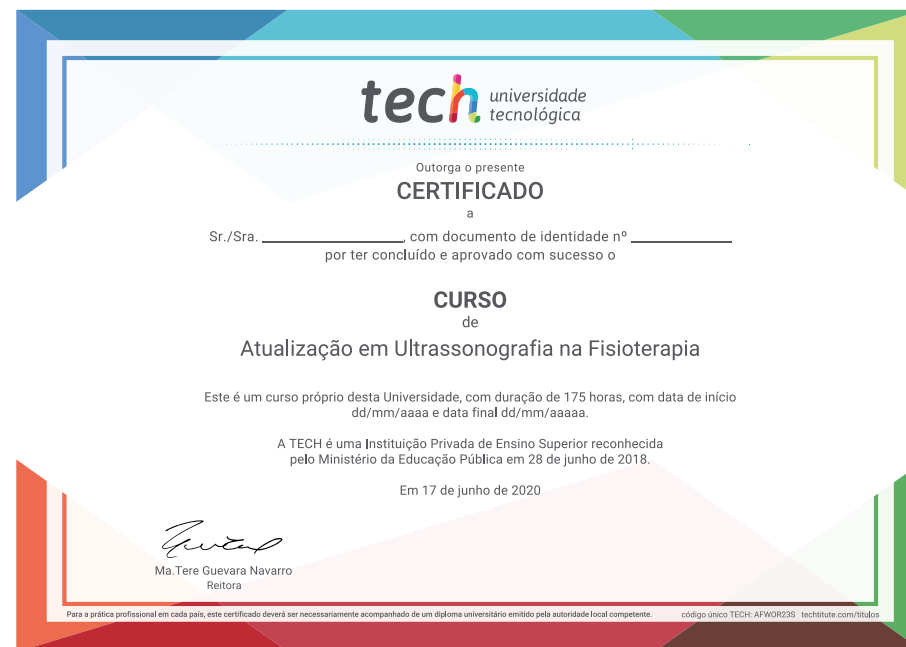 tech universidade
tecnológica
Outorga o presente
CERTIFICADO
a
Sr./Sra. ____________________, com documento de identidade nº ______________
por ter concluído e aprovado com sucesso o
CURSO
de
Atualização em Ultrassonografia na Fisioterapia
Este é um curso próprio desta Universidade, com duração de 175 horas, com data de início
dd/mm/aaaa e data final dd/mm/aaaaa.
A TECH é uma Instituição Privada de Ensino Superior reconhecida
pelo Ministério da Educação Pública em 28 de junho de 2018.
Em 17 de junho de 2020
Ma.Tere Guevara Navarro
Reitora
Para a prática profissional em cada país, este certificado deverá ser necessariamente acompanhado de um diploma universitário emitido pela autoridade local competente. código único TECH: AFWOR23S techtitute.com/titulos